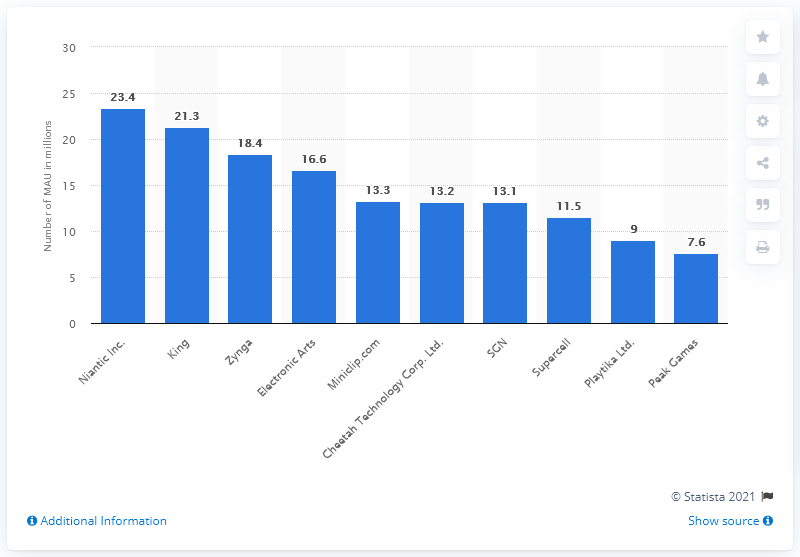 Number of MAU in millions
30
25
20
15
10
5
0
23.4
21.3
18.4
16.6
13.3
13.2
13.1
11.5
9
7.6
Niantic Inc.
King
Zynga
Electronic Arts
Miniclip.com
Cheetah Technology Corp. Ltd.
SGN
Supercell
Playtika Ltd.
Peak Games
© Statista 2021
Additional Information
Show source